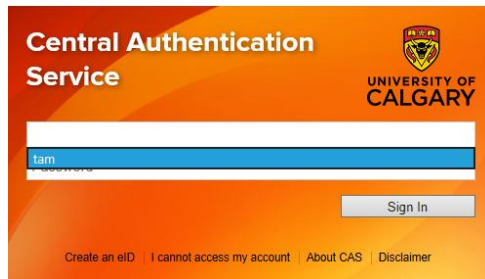 Central Authentication
Service
UNIVERSITY OF
CALGARY
tam
Password
Sign In
Create an eID | I cannot access my account | About CAS | Disclaimer